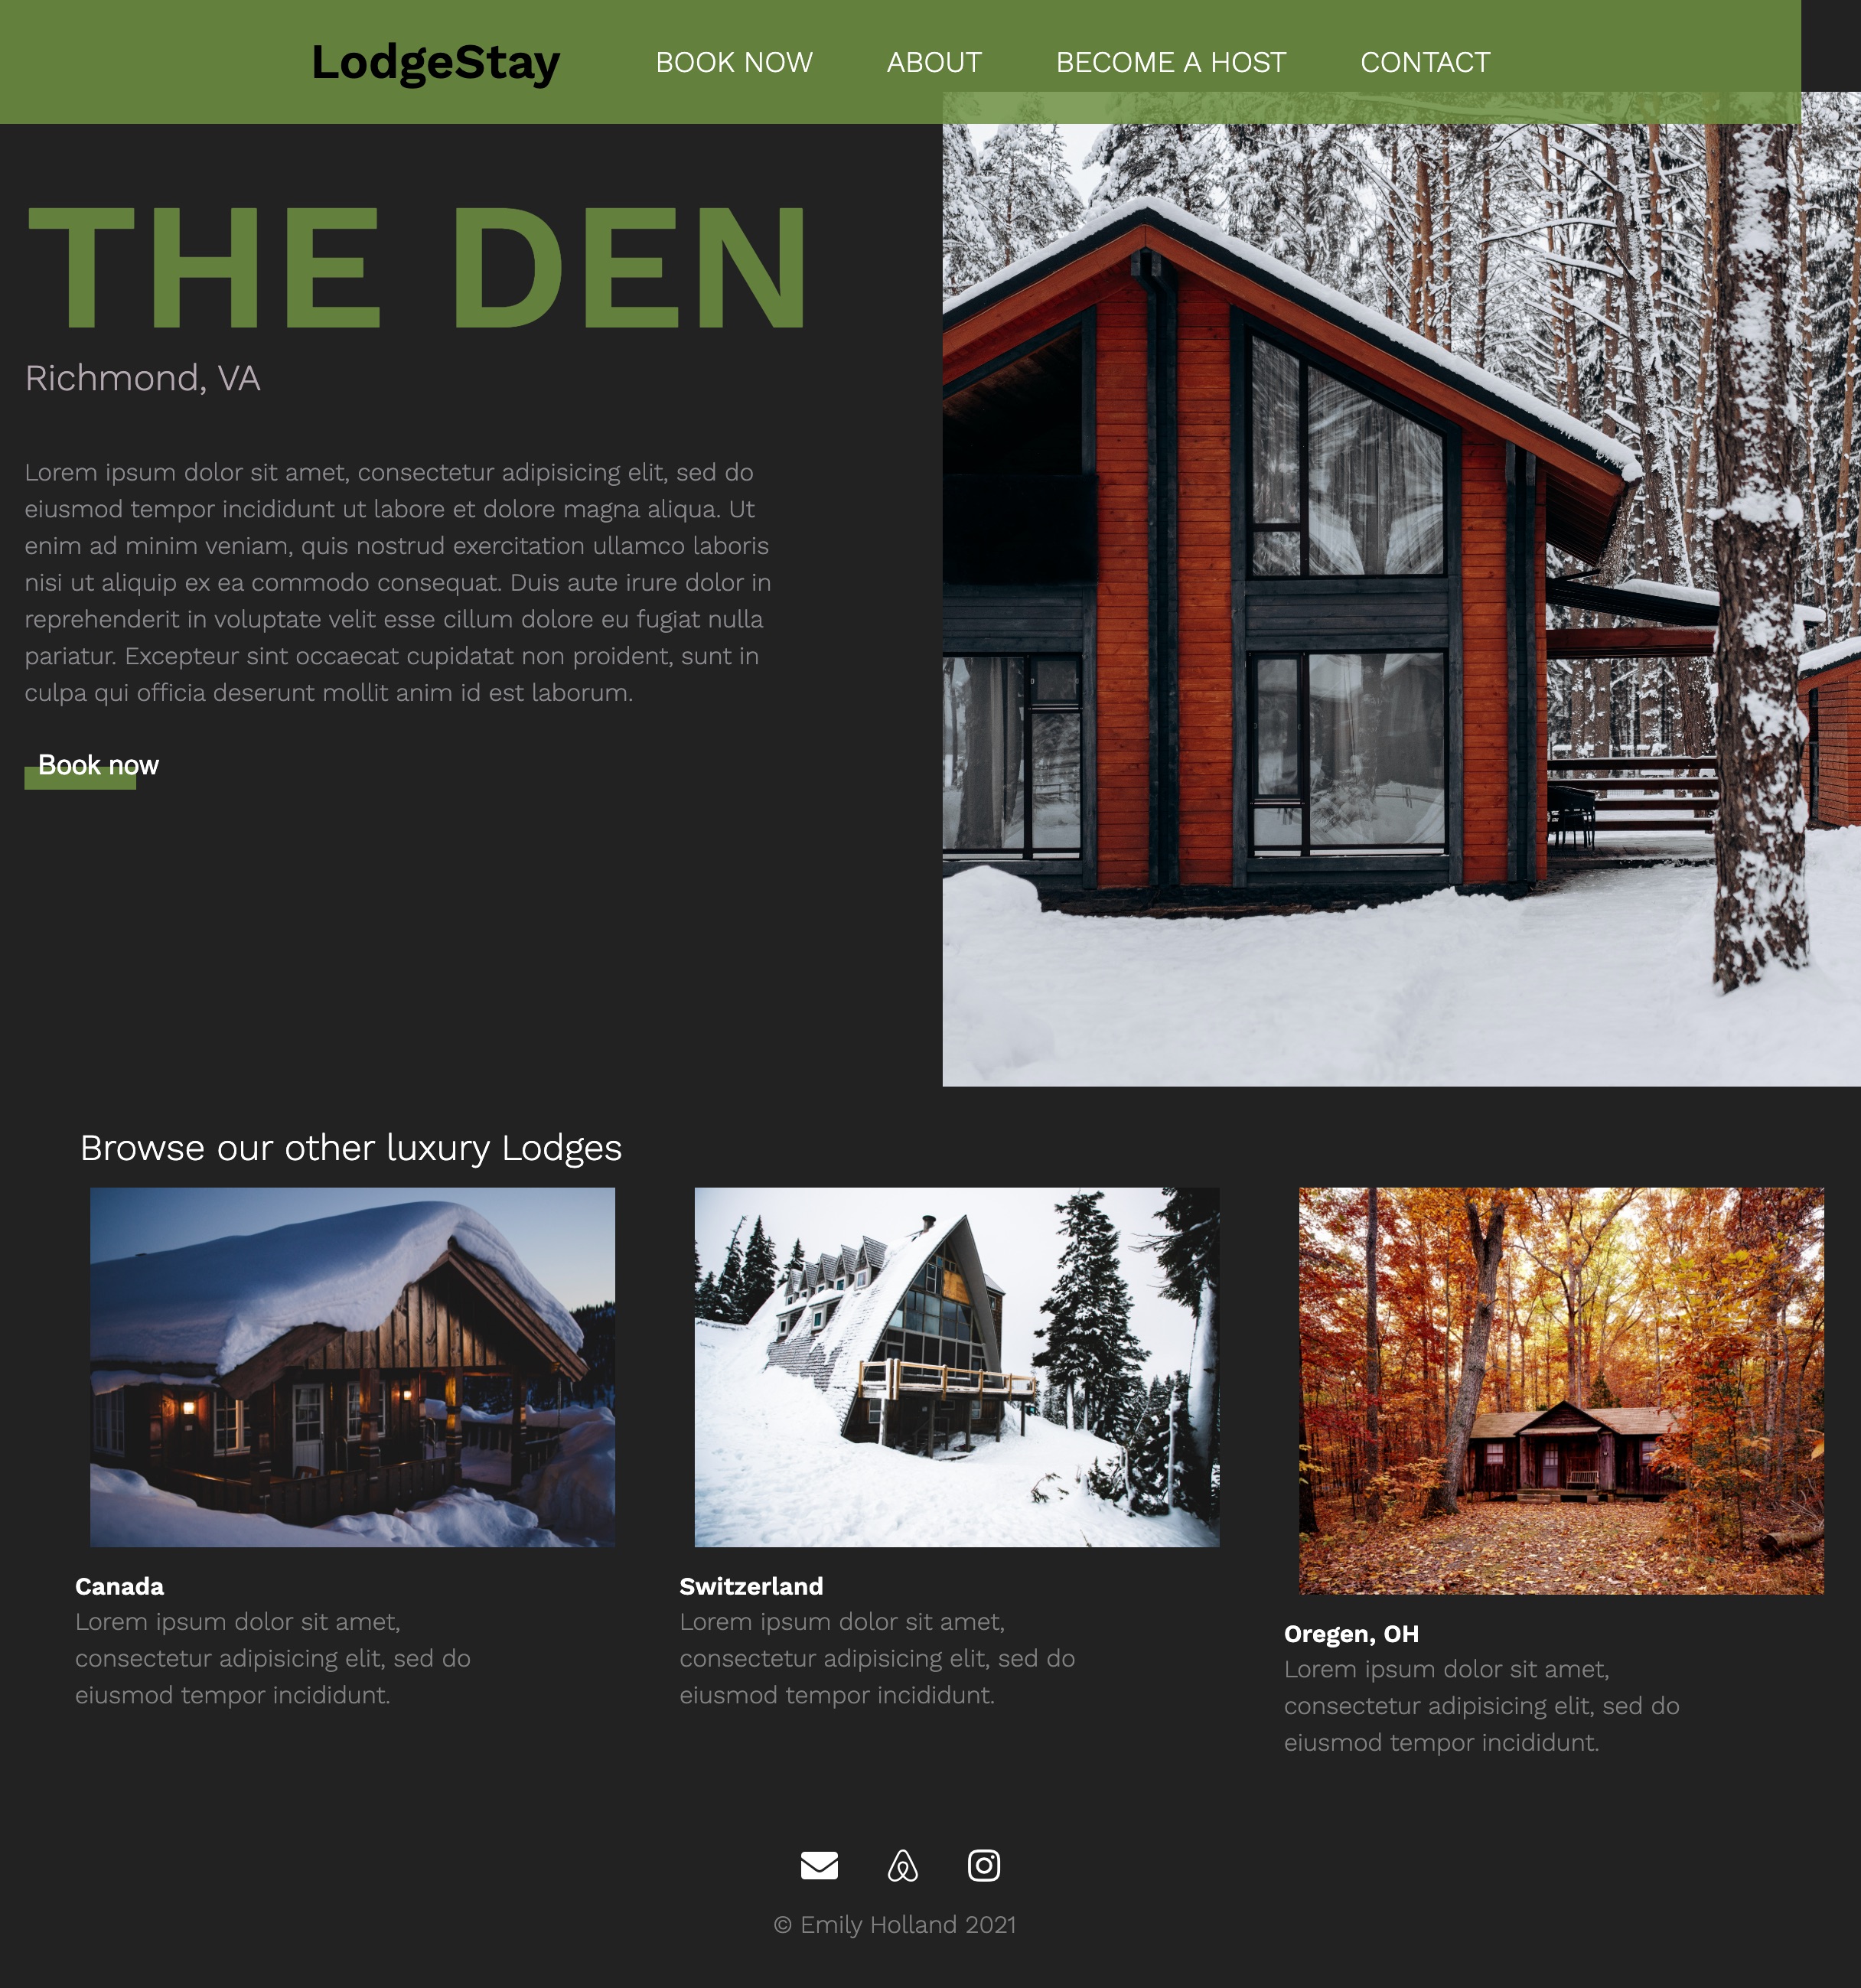 LodgeStay BOOK NOW ABOUT BECOME A HOST CONTACT
THE DEN
Richmond, VA
Lorem ipsum dolor sit amet, consectetur adipisicing elit, sed do
eiusmod tempor incididunt ut labore et dolore magna aliqua. Ut
enim ad minim veniam, quis nostrud exercitation ullamco laboris
nisi ut aliquip ex ea commodo consequat. Duis aute irure dolor in
reprehenderit in voluptate velit esse cillum dolore eu fugiat nulla
pariatur. Excepteur sint occaecat cupidatat non proident, sunt in
culpa qui officia deserunt mollit anim id est laborum.
Book now
Browse our other luxury Lodges
Canada
Lorem ipsum dolor sit amet,
consectetur adipisicing elit, sed do
eiusmod tempor incididunt.
Switzerland
Lorem ipsum dolor sit amet,
consectetur adipisicing elit, sed do
eiusmod tempor incididunt.
Oregen, OH
Lorem ipsum dolor sit amet,
consectetur adipisicing elit, sed do
eiusmod tempor incididunt.
© Emily Holland 2021